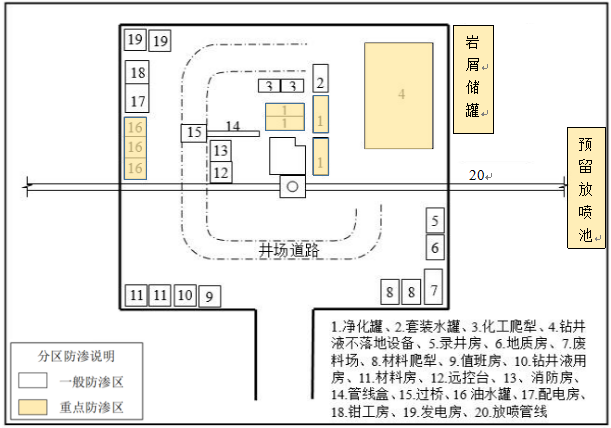 19 19
18
17
16
16
16
15
14
13
12
3 3
2
1
1
1
1
4
岩屑储罐
预留放喷池
20
井场道路
5
6
7
8 8
11 11 10 9
1.净化罐、2.套装水罐、3.化工爬犁、4.钻井
液不落地设备、5.录井房、6.地质房、7.废
料场、8.材料爬犁、9.值班房、10.钻井液用
房、11.材料房、12.远控台、13、消防房、
14.管线盒、15.过桥、16 油水罐、17.配电房、
18.钳工房、19.发电房、20.放喷管线
分区防渗说明
一般防渗区
重点防渗区